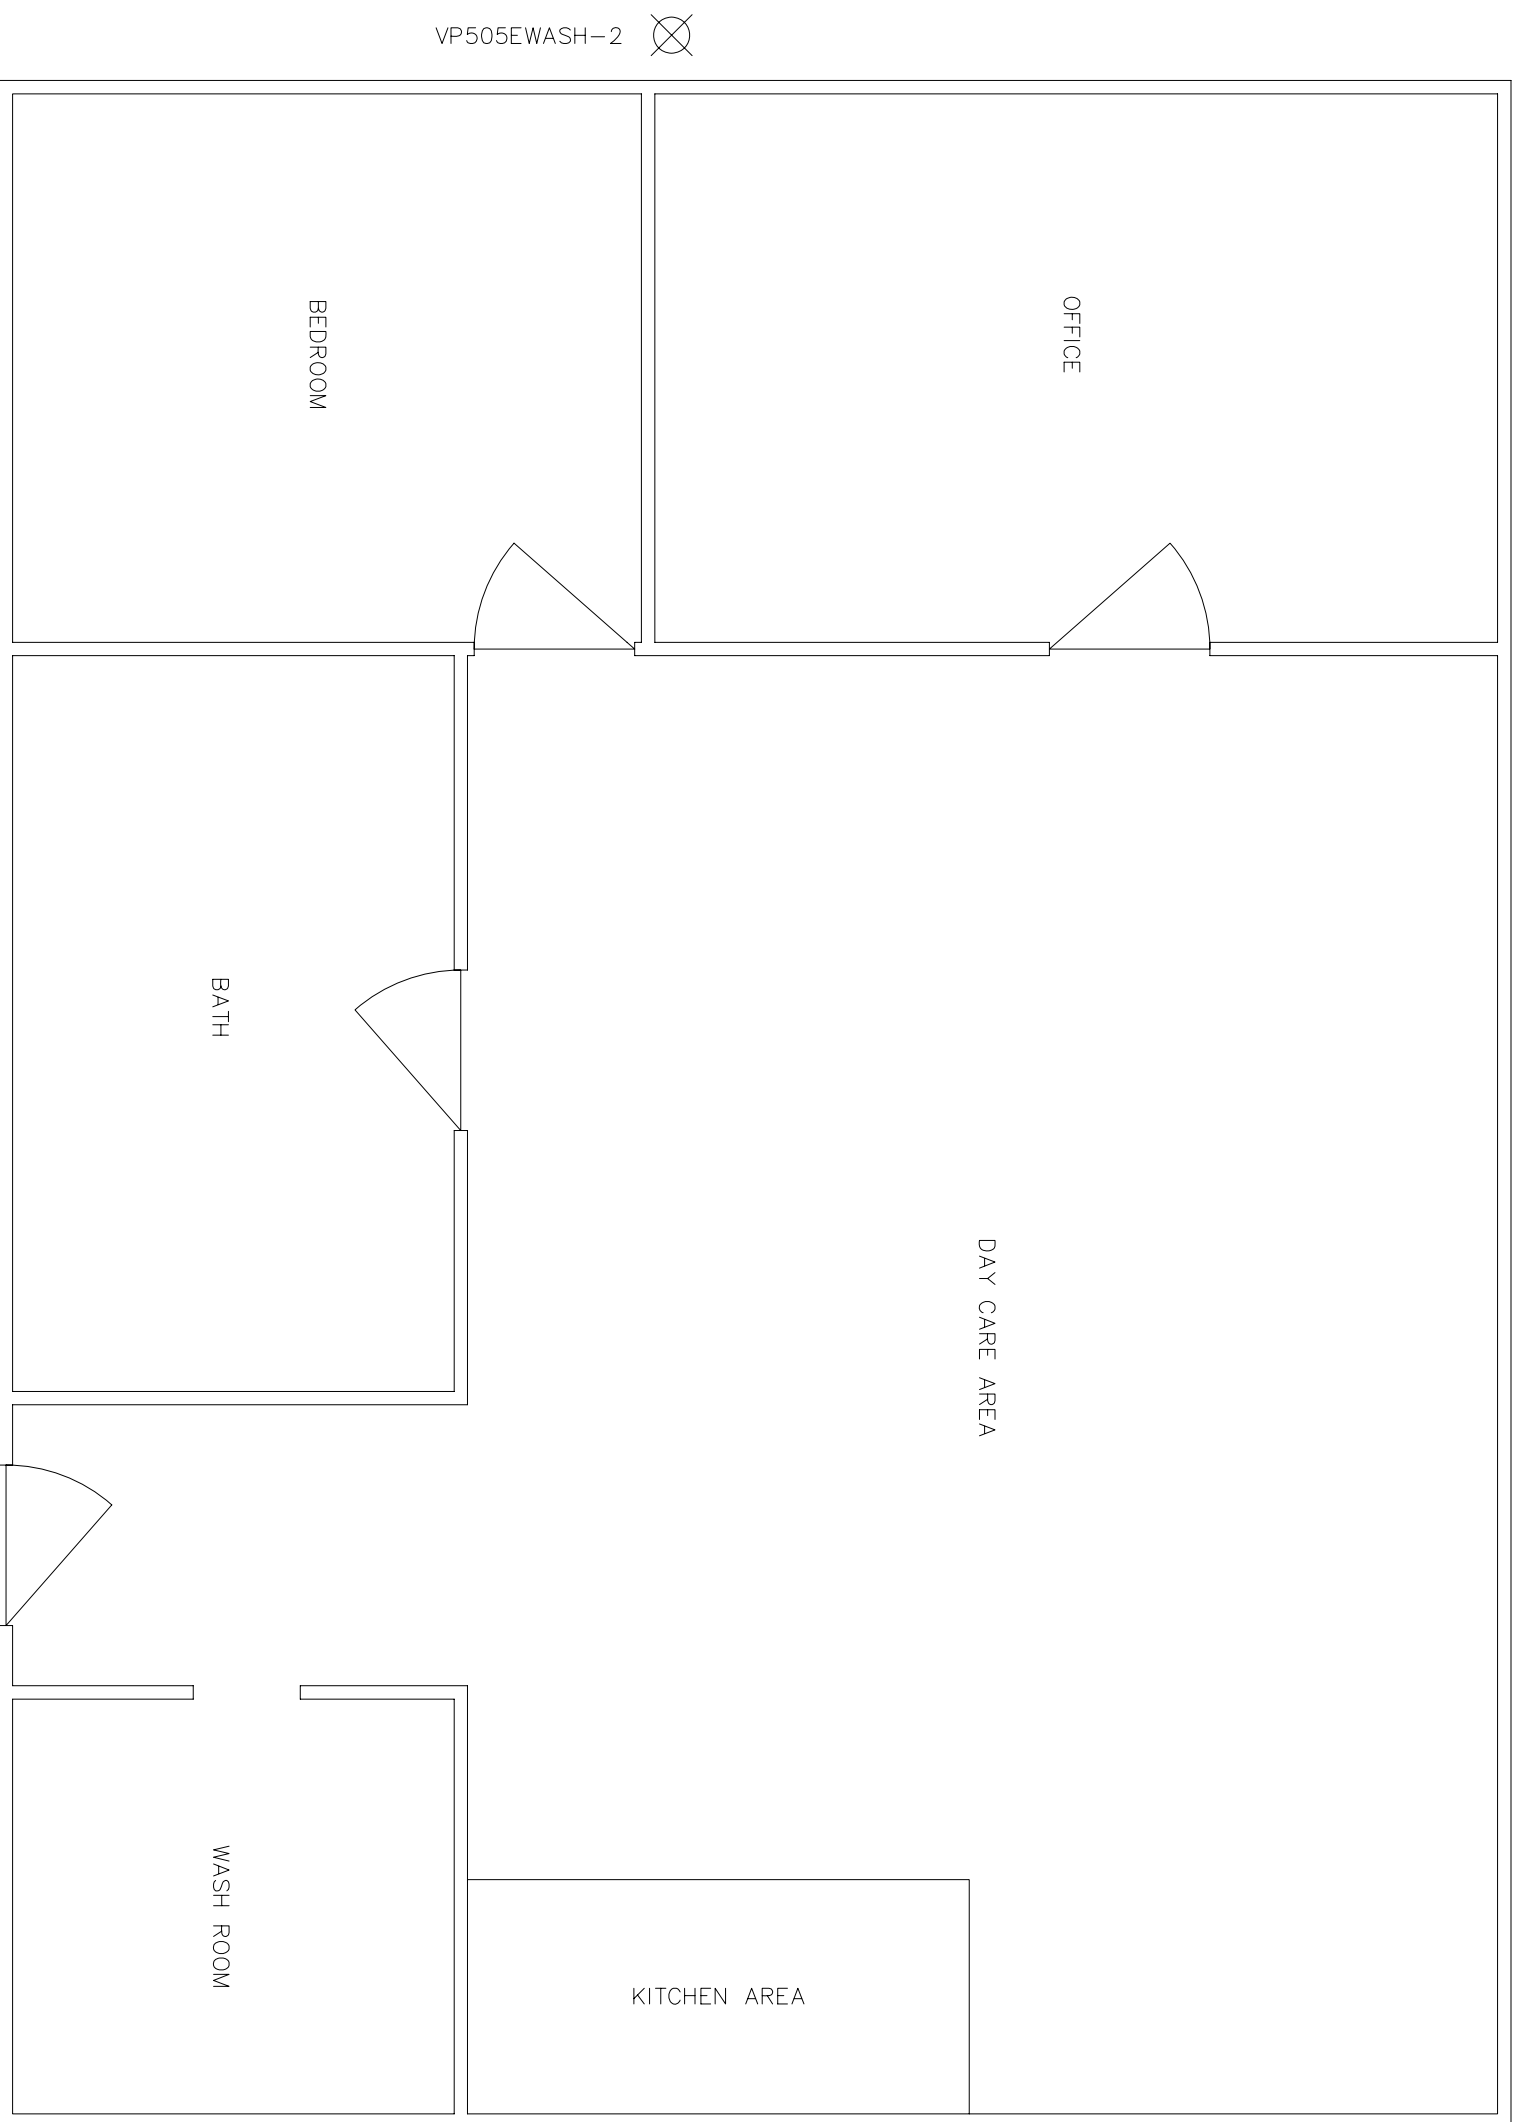 VP505EWASH-2
BEDROOM
OFFICE
BATH
DAY CARE AREA
WASH ROOM
KITCHEN AREA